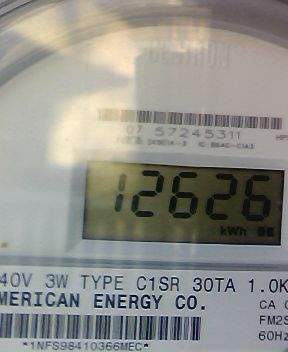 07 57245311
12626
kWh
40V 3W TYPE C1SR 30TA 1.0K
MERICAN ENERGY CO.
CA
FM2S
60Hz
*1NFS98410366MEC*